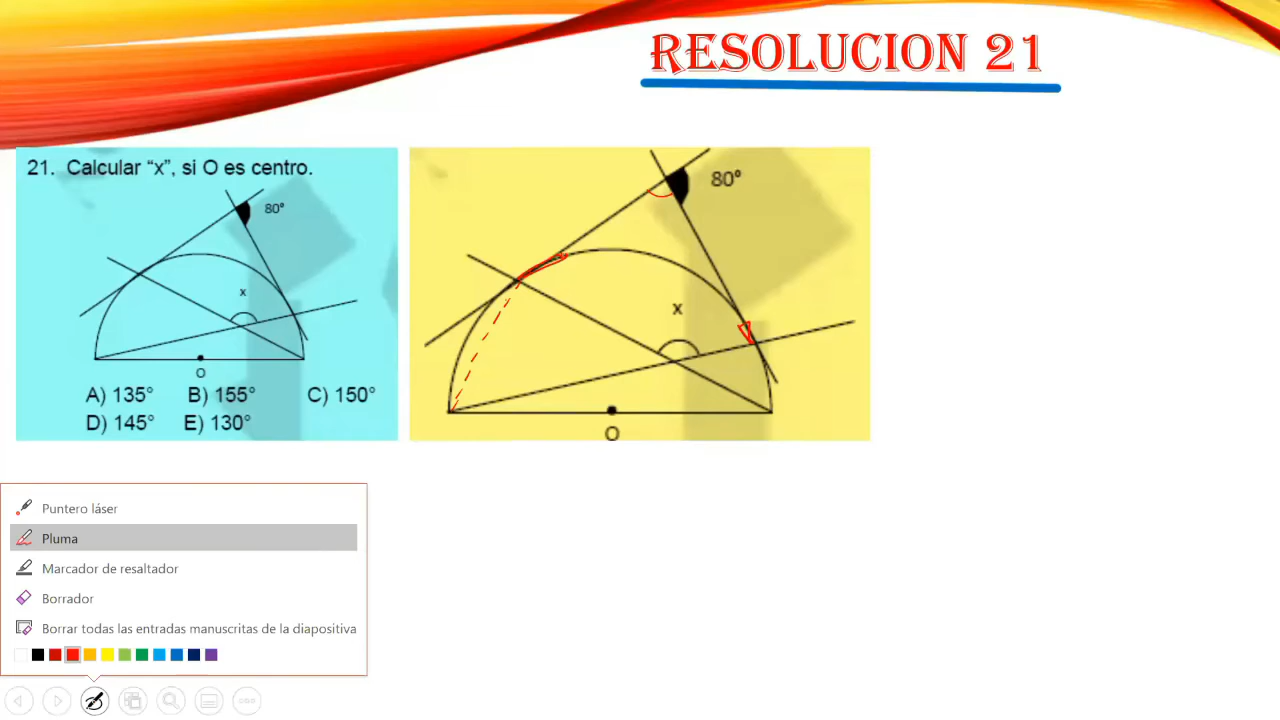 RESOLUCION 21
21. Calcular “x”, si O es centro.
80°
x
O
A) 135° B) 155° C) 150°
D) 145° E) 130°
80°
x
O
Puntero láser
Pluma
Marcador de resaltador
Borrador
Borrar todas las entradas manuscritas de la diapositiva